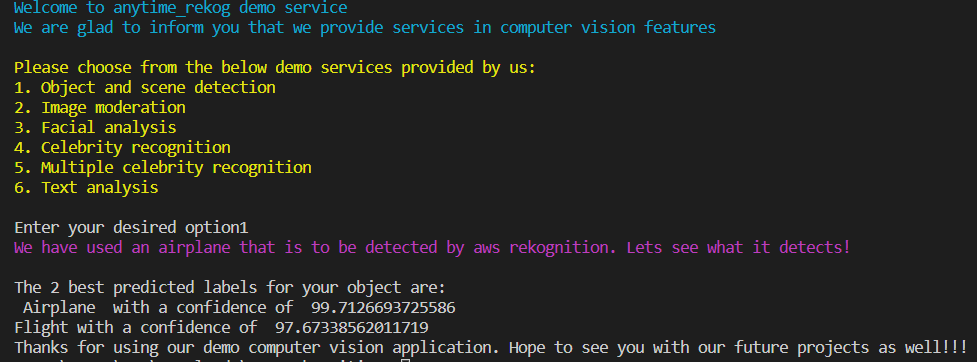 Welcome to anytime_rekog demo service
We are glad to inform you that we provide services in computer vision features
Please choose from the below demo services provided by us:
1. Object and scene detection
2. Image moderation
3. Facial analysis
4. Celebrity recognition
5. Multiple celebrity recognition
6. Text analysis
Enter your desired option1
We have used an airplane that is to be detected by aws rekognition. Lets see what it detects!
The 2 best predicted labels for your object are:
Airplane  with a confidence of  99.7126693725586
Flight with a confidence of  97.67338562011719
Thanks for using our demo computer vision application. Hope to see you with our future projects as well!!!